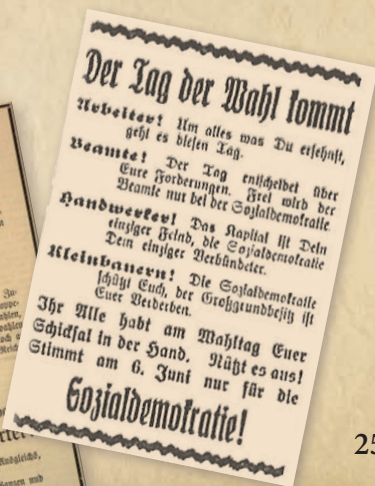 Der Tag der Wahl kommt
Arbeiter! Um alles was Du ersehnst,
geht es diesen Tag.
Beamte! Der Tag entscheidet über
Eure Forderungen. Frei wird der
Beamte nur bei der Sozialdemokratie
Handwerker! Das Kapital ist Dein
einziger Feind, die Sozialdemokratie
Dein einziger Verbündeter.
Kleinbauern! Die Sozialdemokratie
schützt Euch, der Großgrundbesitz ist
Euer Verderben.
Ihr Alle habt am Wahltag Euer
Schicksal in der Hand. Nützt es aus!
Stimmt am 6. Juni nur für die
Sozialdemokratie!
25